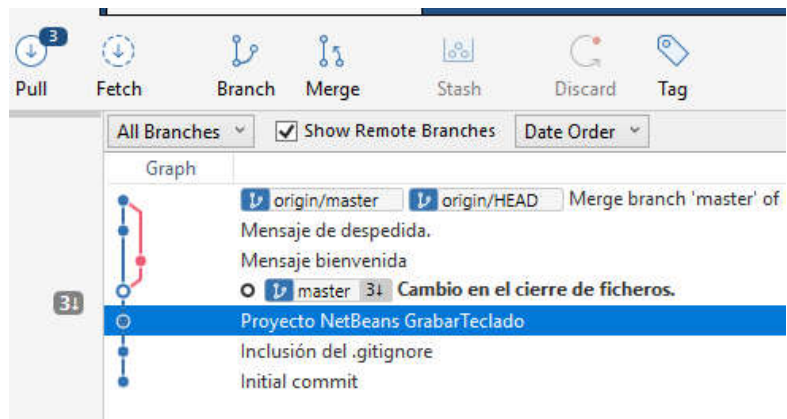 3
Pull Fetch Branch Merge Stash Discard Tag
All Branches Show Remote Branches Date Order
Graph
origin/master origin/HEAD Merge branch 'master' of
Mensaje de despedida.
Mensaje bienvenida
3↓ master 3↓ Cambio en el cierre de ficheros.
Proyecto NetBeans GrabarTeclado
Inclusión del .gitignore
Initial commit